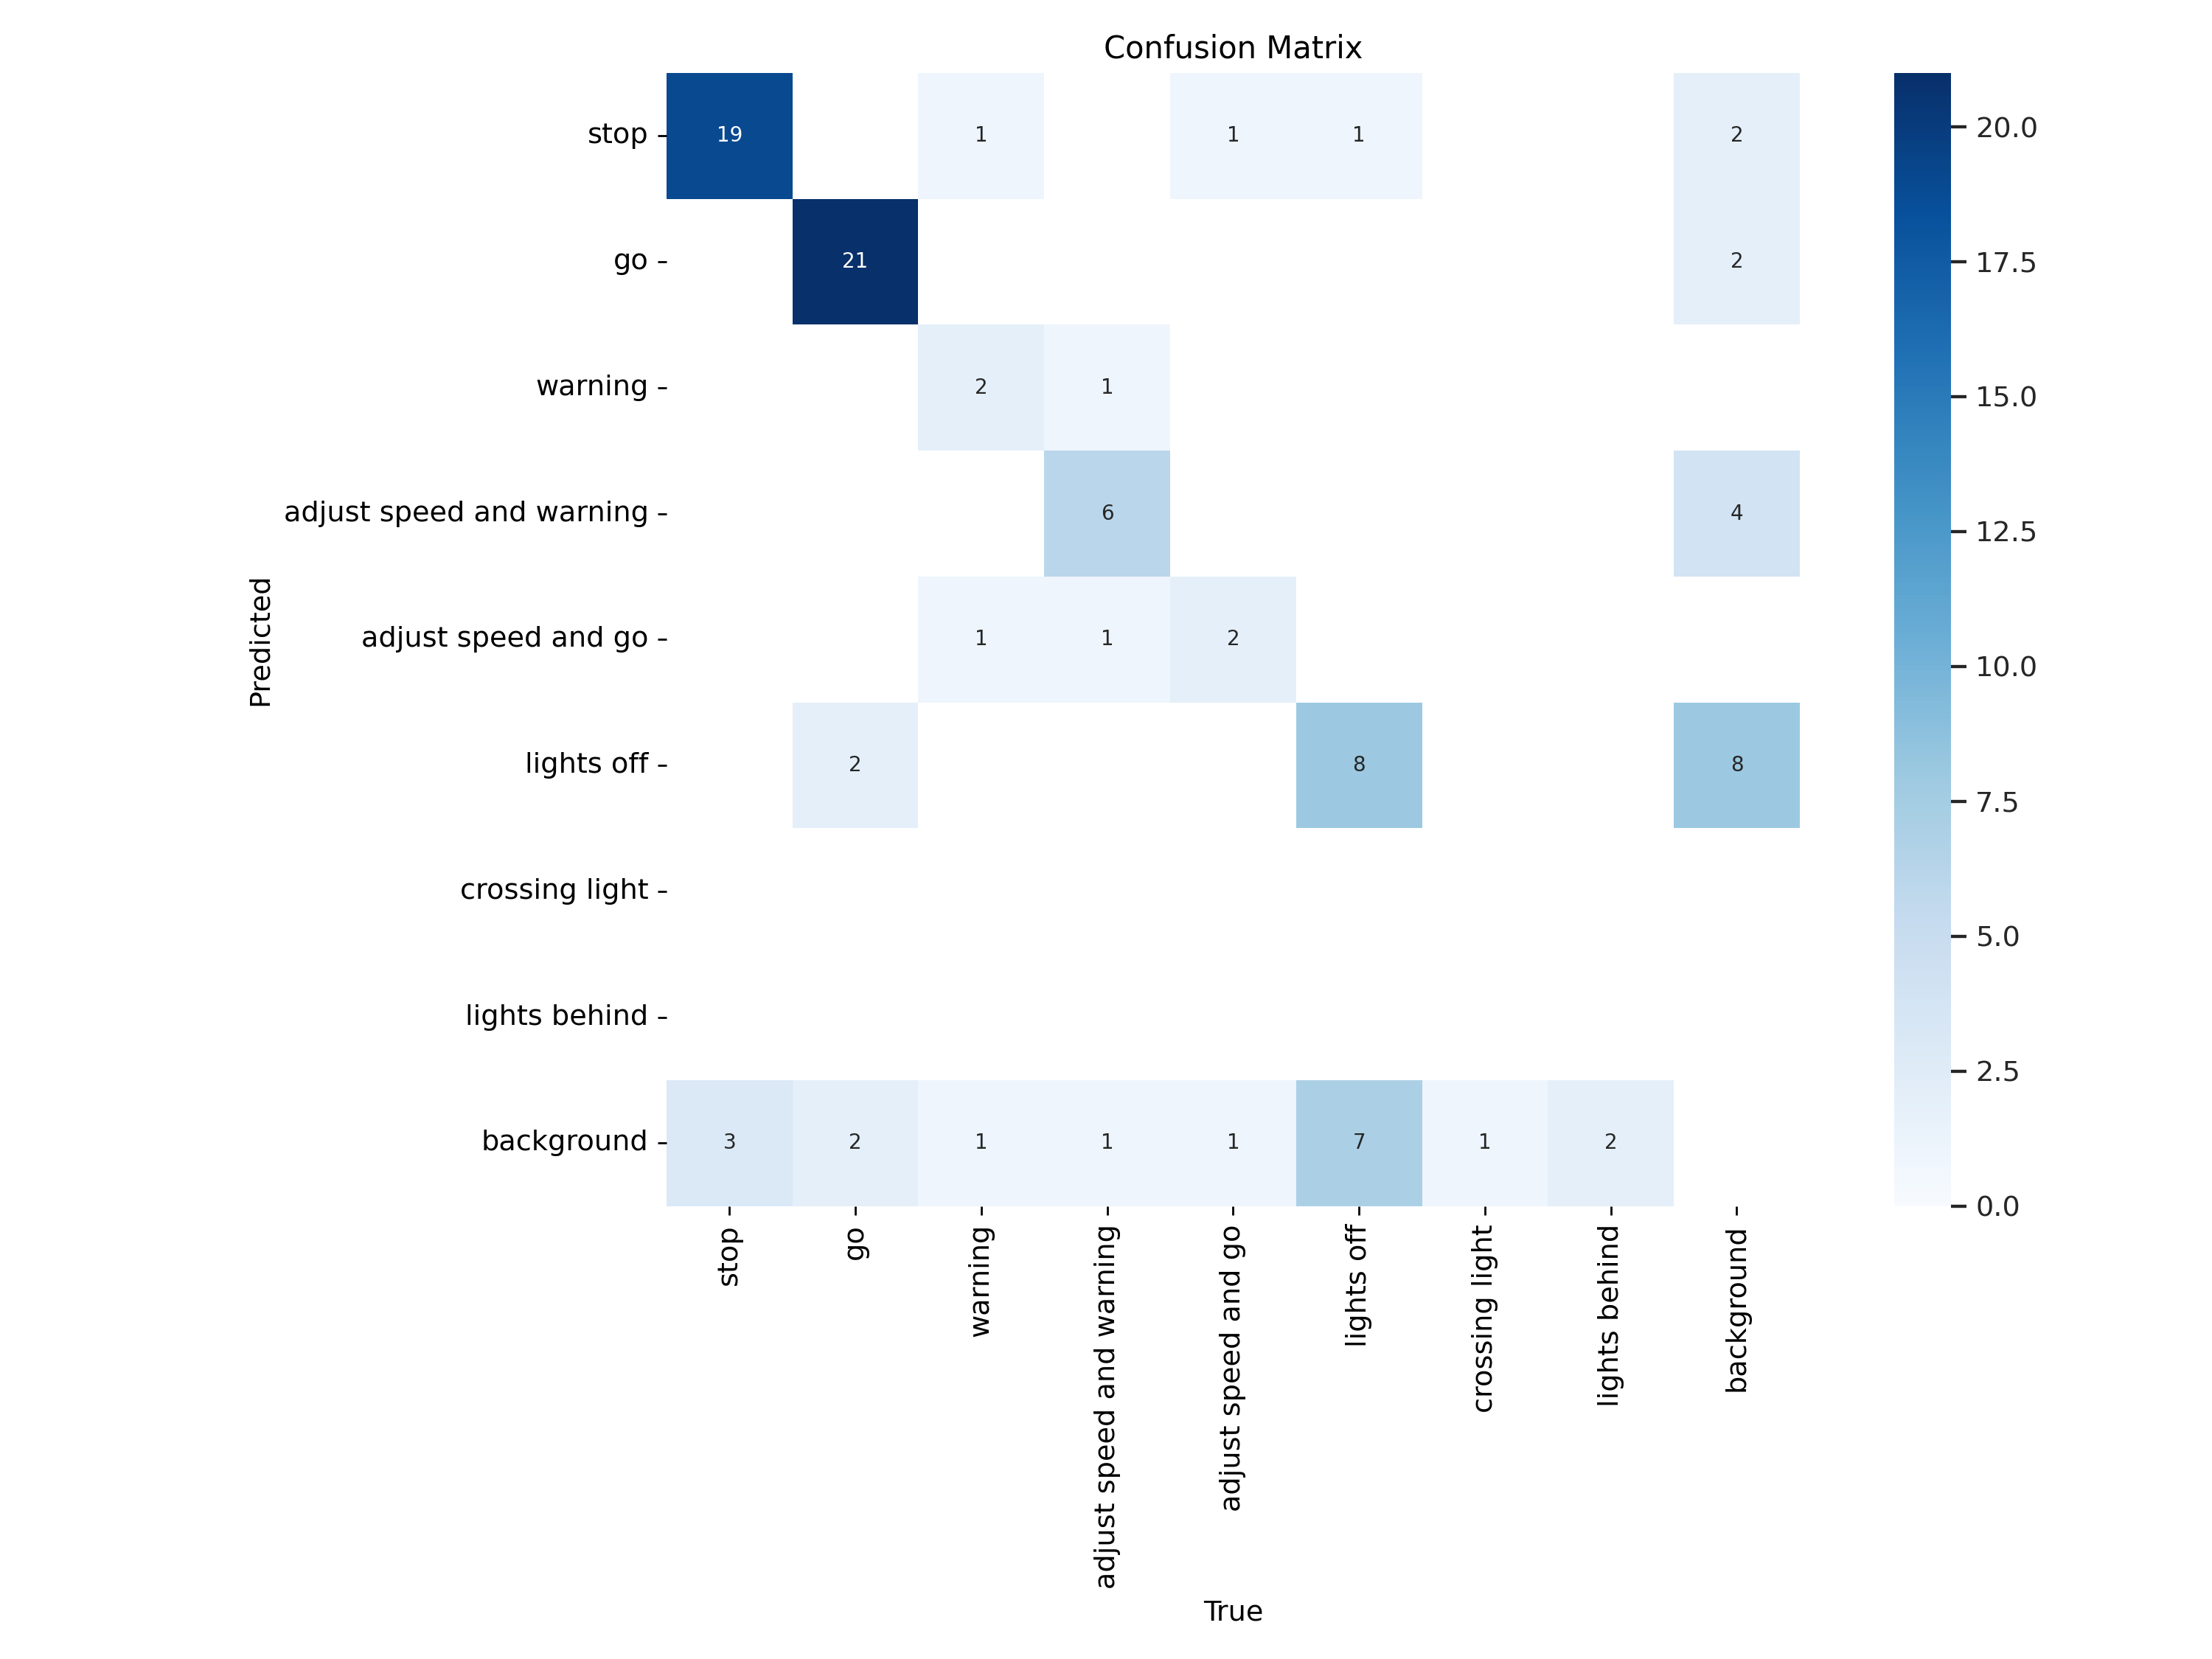 Confusion Matrix
stop
19
1
1
1
2
20.0
go
21
2
17.5
warning
2
1
15.0
adjust speed and warning
6
4
12.5
Predicted
adjust speed and go
1
1
2
10.0
lights off
2
8
8
7.5
crossing light
5.0
lights behind
2.5
background
3
2
1
1
1
7
1
2
0.0
stop
go
warning
adjust speed and warning
adjust speed and go
lights off
crossing light
lights behind
background
True